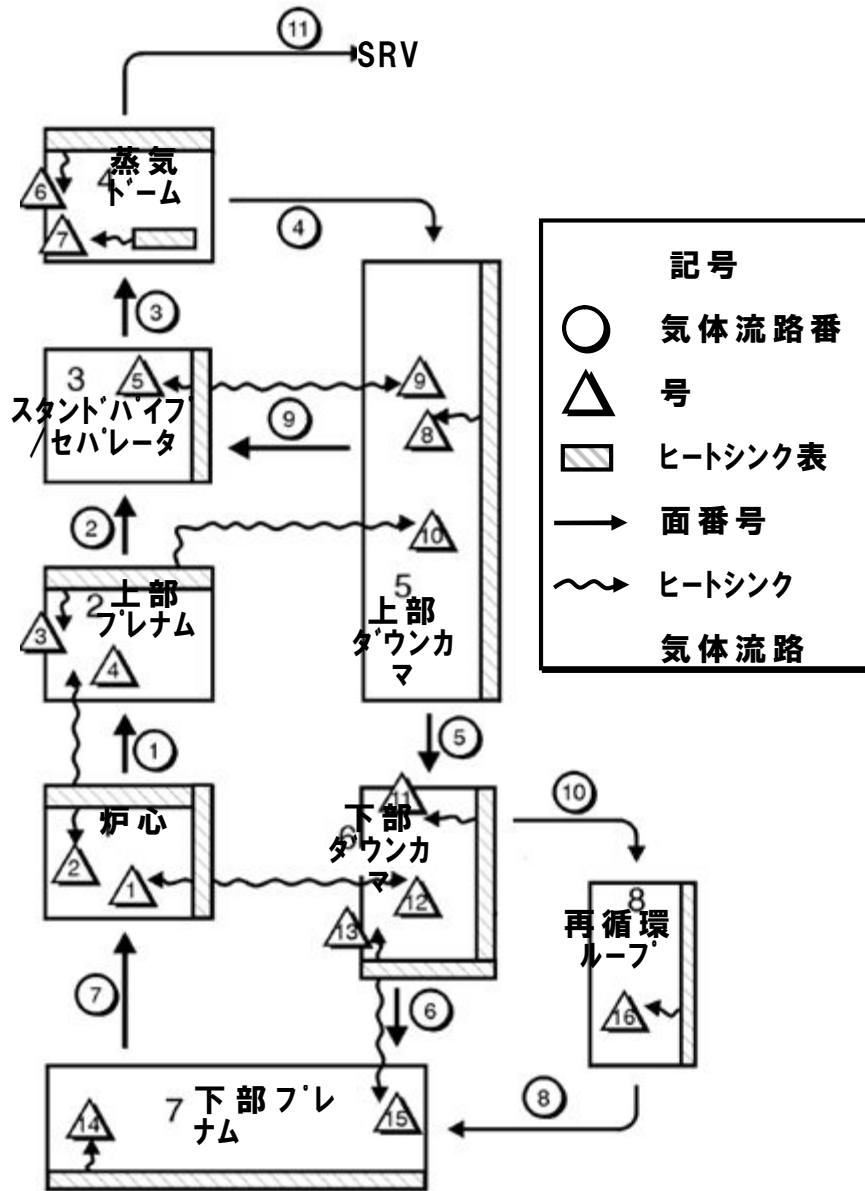 11
SRV
蒸気
ドーム
4
6
7
4
3
3
5
スタンドパイプ
/セパレータ
9
9
8
10
2
2
上部
プレナム
3
4
5
上部
ダウンカ
マ
1
5
炉心
2
1
11
下部
6
ダウンカ
マ
12
13
10
8
再循環
ループ
16
7
6
7 下部プレ
ナム
14
15
8
記号
気体流路番
号
ヒートシンク表
面番号
ヒートシンク
気体流路